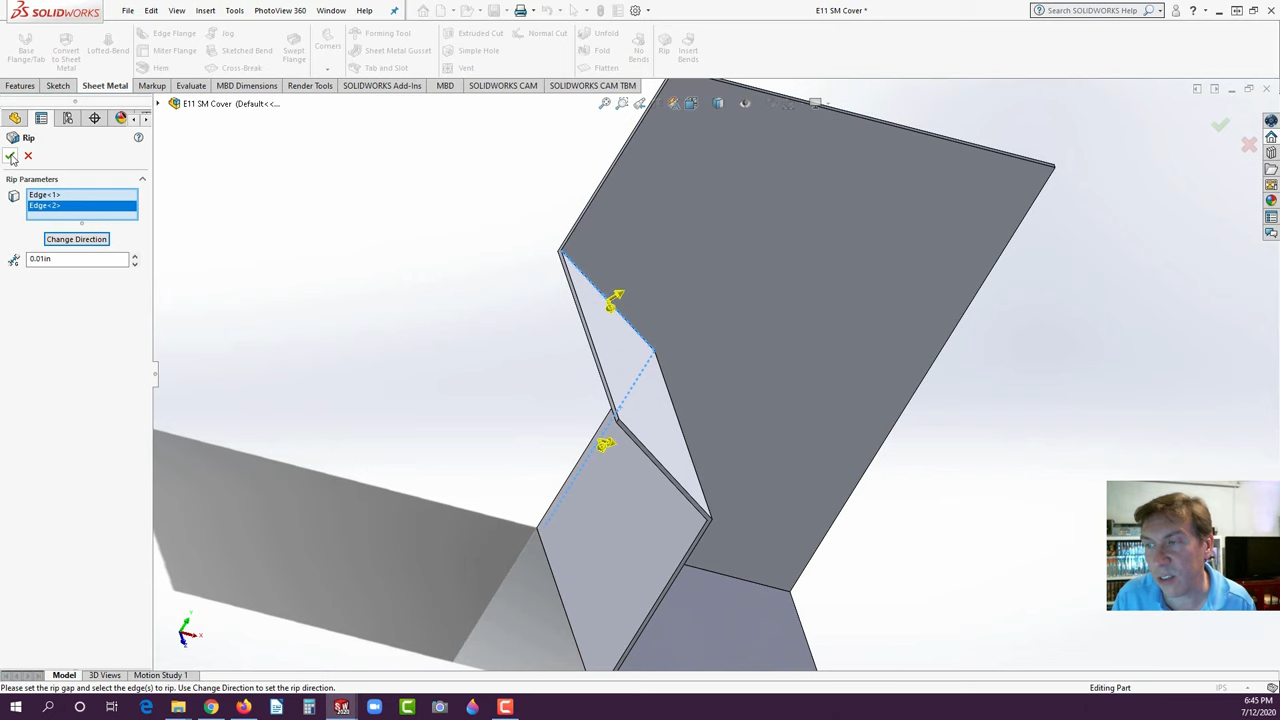 SOLIDWORKS File Edit View Insert Tools PhotoView 360 Window Help E11 SM Cover * Search SOLIDWORKS Help
Base Flange/Tab
Convert to Sheet Metal
Lofted-Bend
Edge Flange
Miter Flange
Hem
Jog
Sketched Bend
Cross-Break
Swept Flange
Corners
Forming Tool
Sheet Metal Gusset
Tab and Slot
Extruded Cut
Simple Hole
Vent
Normal Cut
Unfold
Fold
Flatten
No Bends
Rip
Insert Bends
Features Sketch Sheet Metal Markup Evaluate MBD Dimensions Render Tools SOLIDWORKS Add-Ins MBD SOLIDWORKS CAM SOLIDWORKS CAM TBM
E11 SM Cover (Default<<...
Rip
Rip Parameters
Edge<1>
Edge<2>
Change Direction
0.01in
Model 3D Views Motion Study 1
Please set the rip gap and select the edge(s) to rip. Use Change Direction to set the rip direction. Editing Part IPS
6:45 PM
7/12/2020